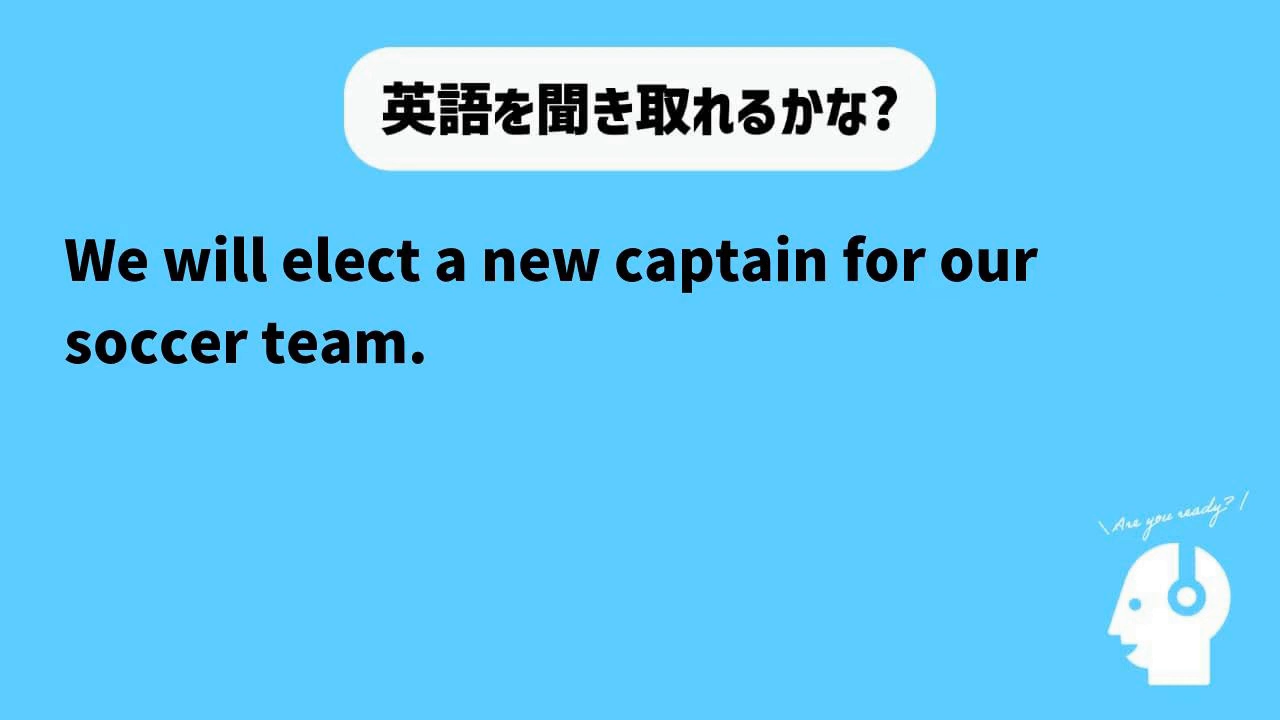 英語を聞き取れるかな?
We will elect a new captain for our
soccer team.
\Are you ready? /